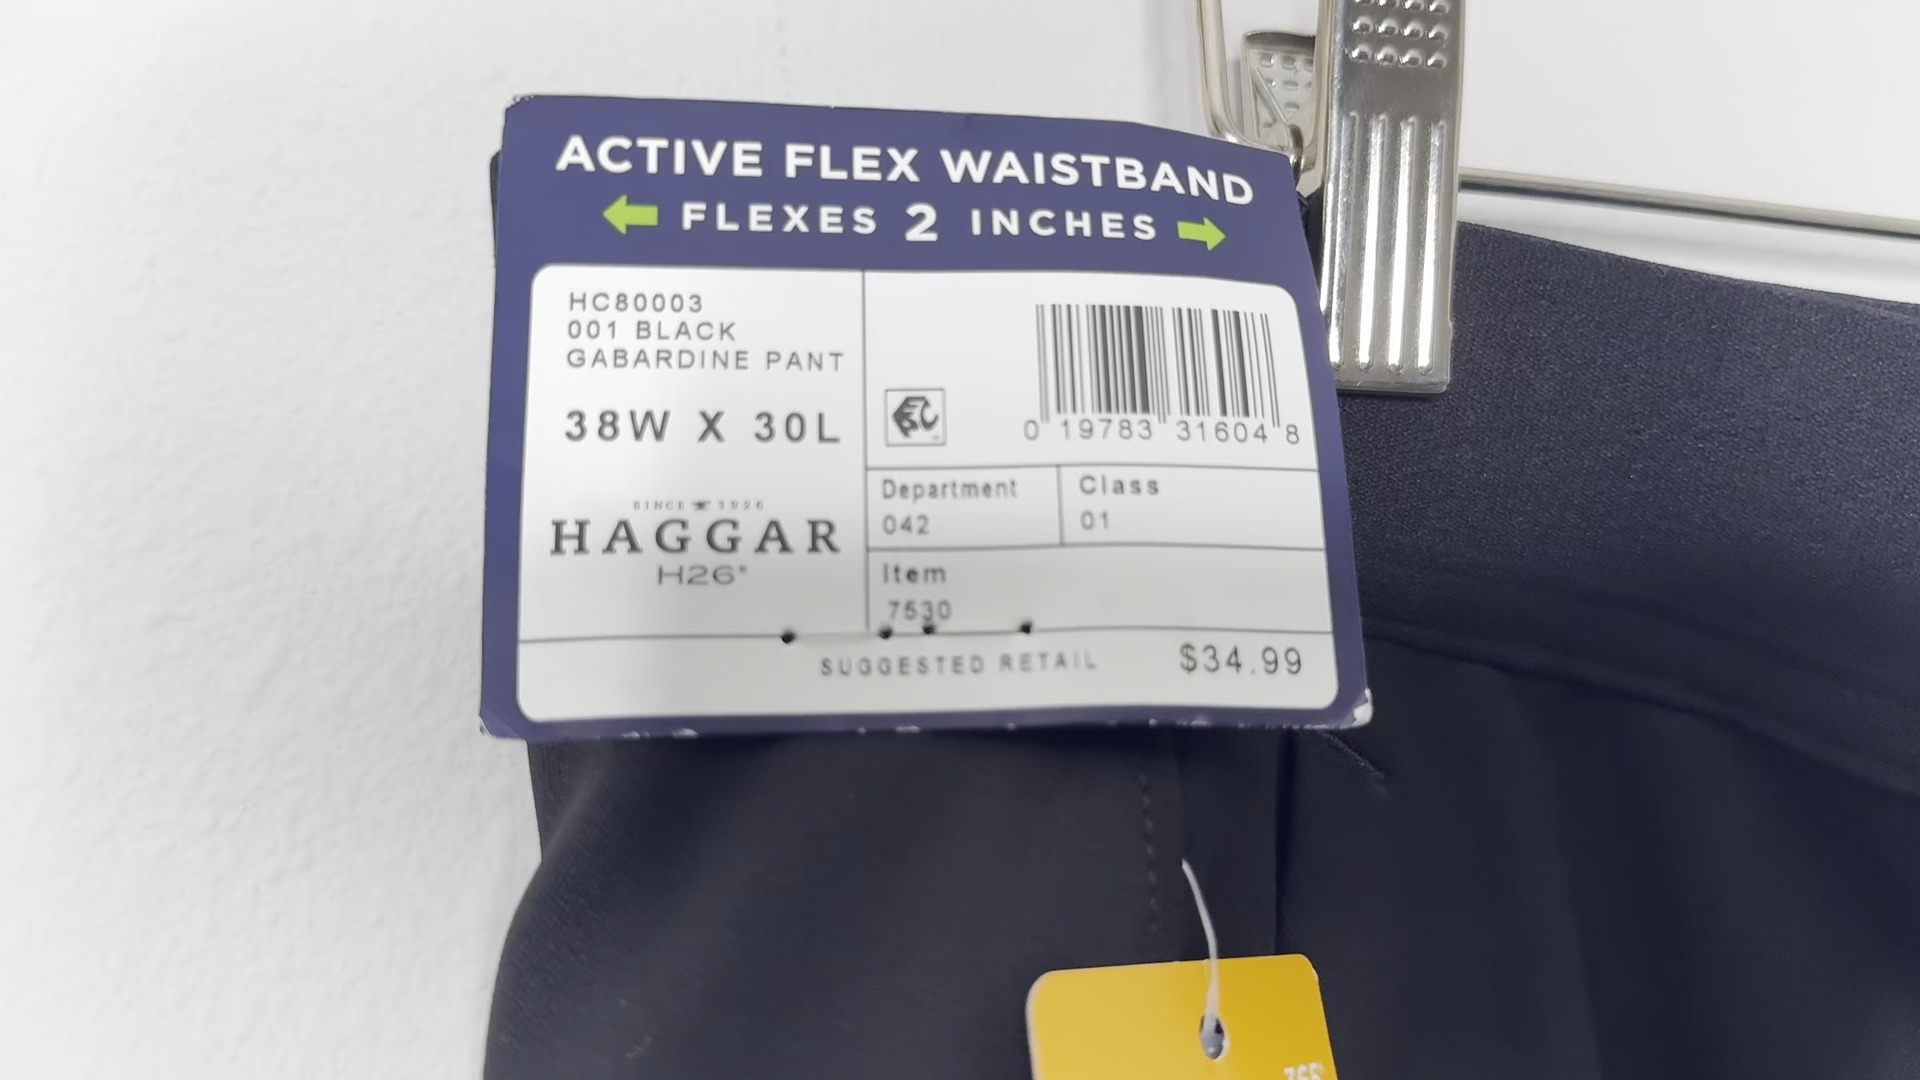 ACTIVE FLEX WAISTBAND
FLEXES 2 INCHES
HC80003
001 BLACK
GABARDINE PANT
38W X 30L
SINCE 1926
HAGGAR
H26
0 19783 31604 8
Department
042
Class
01
Item
7530
SUGGESTED RETAIL $34.99